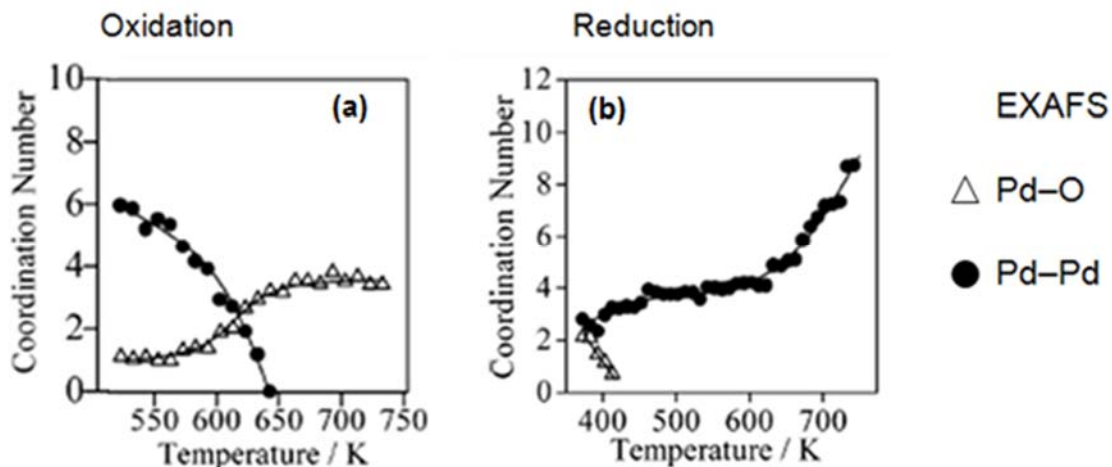 Oxidation
Reduction
(a)
10
8
6
4
2
0
Coordination Number
550 600 650 700 750
Temperature / K
(b)
12
10
8
6
4
2
0
Coordination Number
400 500 600 700
Temperature / K
EXAFS
Pd–O
Pd–Pd